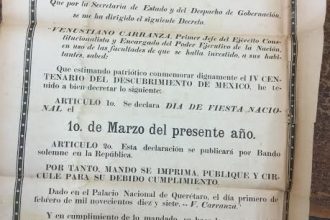 Que por la Secretaría de Estado y del Despacho de Gobernación,
se me ha dirigido el siguiente Decreto.
VENUSTIANO CARRANZA, Primer Jefe del Ejército Cons-
titucionalista y Encargado del Poder Ejecutivo de la Nación,
en uso de las facultades de que se halla investido, a sus habi-
tantes, sabed:
Que estimando patriótico conmemorar dignamente el IV CEN-
TENARIO DEL DESCUBRIMIENTO DE MEXICO, he te-
nido a bien decretar lo siguiente:
ARTICULO 1o. Se declara DIA DE FIESTA NACIO-
NAL el
1o. de Marzo del presente año.
ARTICULO 2o. Esta declaración se publicará por Bando
solemne en la República.
POR TANTO, MANDO SE IMPRIMA, PUBLIQUE Y CIR-
CULE PARA SU DEBIDO CUMPLIMIENTO.
Dado en el Palacio Nacional de Querétaro, el día primero de
febrero de mil novecientos diez y siete.—V. Carranza.
Y en cumplimiento de lo mandado, se